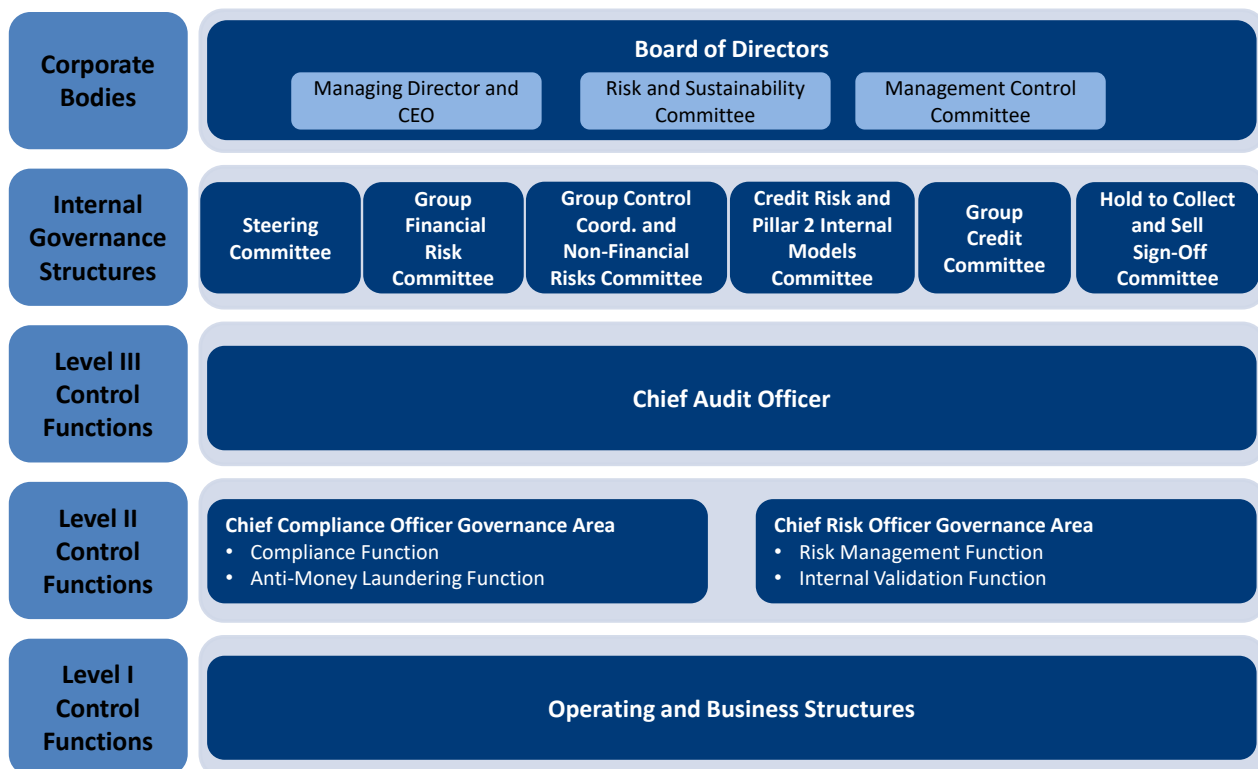 Corporate
Bodies
Board of Directors
Managing Director and
CEO
Risk and Sustainability
Committee
Management Control
Committee
Internal
Governance
Structures
Steering
Committee
Group
Financial
Risk
Committee
Group Control
Coord. and
Non-Financial
Risks Committee
Credit Risk and
Pillar 2 Internal
Models
Committee
Group
Credit
Committee
Hold to Collect
and Sell
Sign-Off
Committee
Level III
Control
Functions
Chief Audit Officer
Level II
Control
Functions
Chief Compliance Officer Governance Area
• Compliance Function
• Anti-Money Laundering Function
Chief Risk Officer Governance Area
• Risk Management Function
• Internal Validation Function
Level I
Control
Functions
Operating and Business Structures